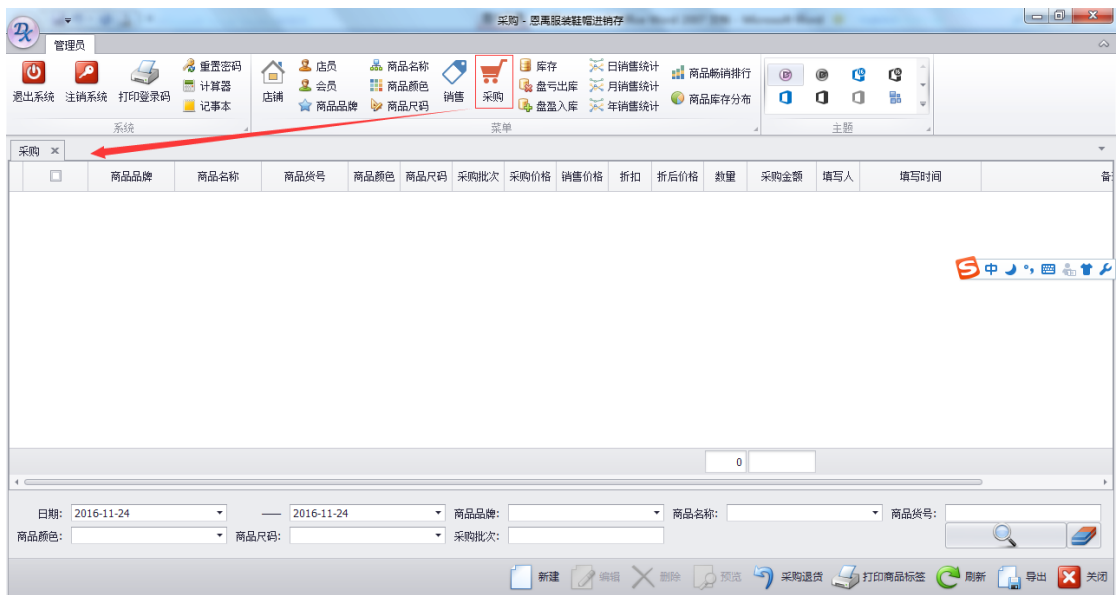 采购 - 恩禹服装鞋帽进销存
管理员
退出系统 注销系统 打印登录码 重置密码 计算器 记事本
系统
店铺 店员 会员 商品品牌 商品名称 商品颜色 商品尺码 销售 采购 库存 盘亏出库 盘盈入库 日销售统计 月销售统计 年销售统计 商品畅销排行 商品库存分布
菜单
主题
采购
商品品牌 商品名称 商品货号 商品颜色 商品尺码 采购批次 采购价格 销售价格 折扣 折后价格 数量 采购金额 填写人 填写时间 备
中
0
日期: 2016-11-24 — 2016-11-24 商品品牌: 商品名称: 商品货号:
商品颜色: 商品尺码: 采购批次:
新建 编辑 删除 预览 采购退货 打印商品标签 刷新 导出 关闭